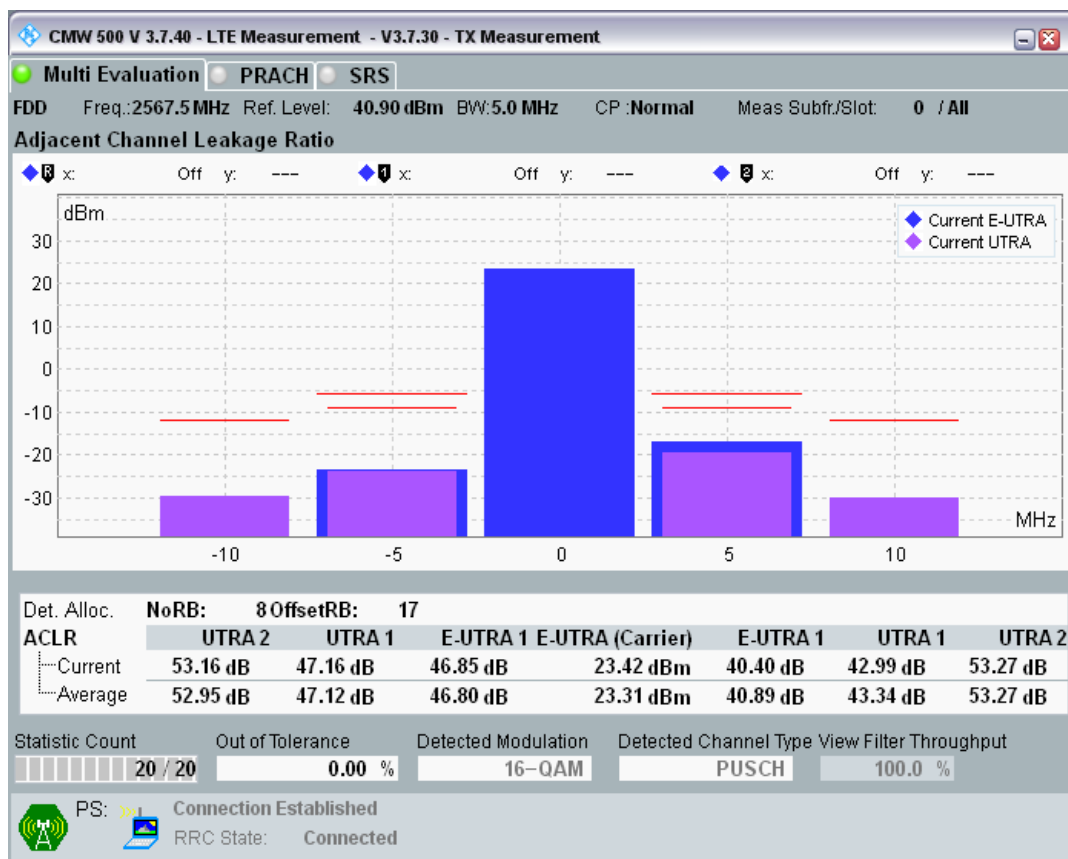 CMW 500 V 3.7.40 - LTE Measurement - V3.7.30 - TX Measurement
Multi Evaluation PRACH SRS
FDD Freq.:2567.5 MHz Ref. Level: 40.90 dBm BW:5.0 MHz CP :Normal Meas Subfr./Slot: 0 / All
Adjacent Channel Leakage Ratio
R x: Off y: --- 1 x: Off y: --- 2 x: Off y: ---
dBm
Current E-UTRA
Current UTRA
30
20
10
0
-10
-20
-30
MHz
-10 -5 0 5 10
Det. Alloc. NoRB: 8 OffsetRB: 17
ACLR UTRA 2 UTRA 1 E-UTRA 1 E-UTRA (Carrier) E-UTRA 1 UTRA 1 UTRA 2
Current 53.16 dB 47.16 dB 46.85 dB 23.42 dBm 40.40 dB 42.99 dB 53.27 dB
Average 52.95 dB 47.12 dB 46.80 dB 23.31 dBm 40.89 dB 43.34 dB 53.27 dB
Statistic Count Out of Tolerance Detected Modulation Detected Channel Type View Filter Throughput
20 / 20 0.00 % 16-QAM PUSCH 100.0 %
PS: Connection Established
RRC State: Connected